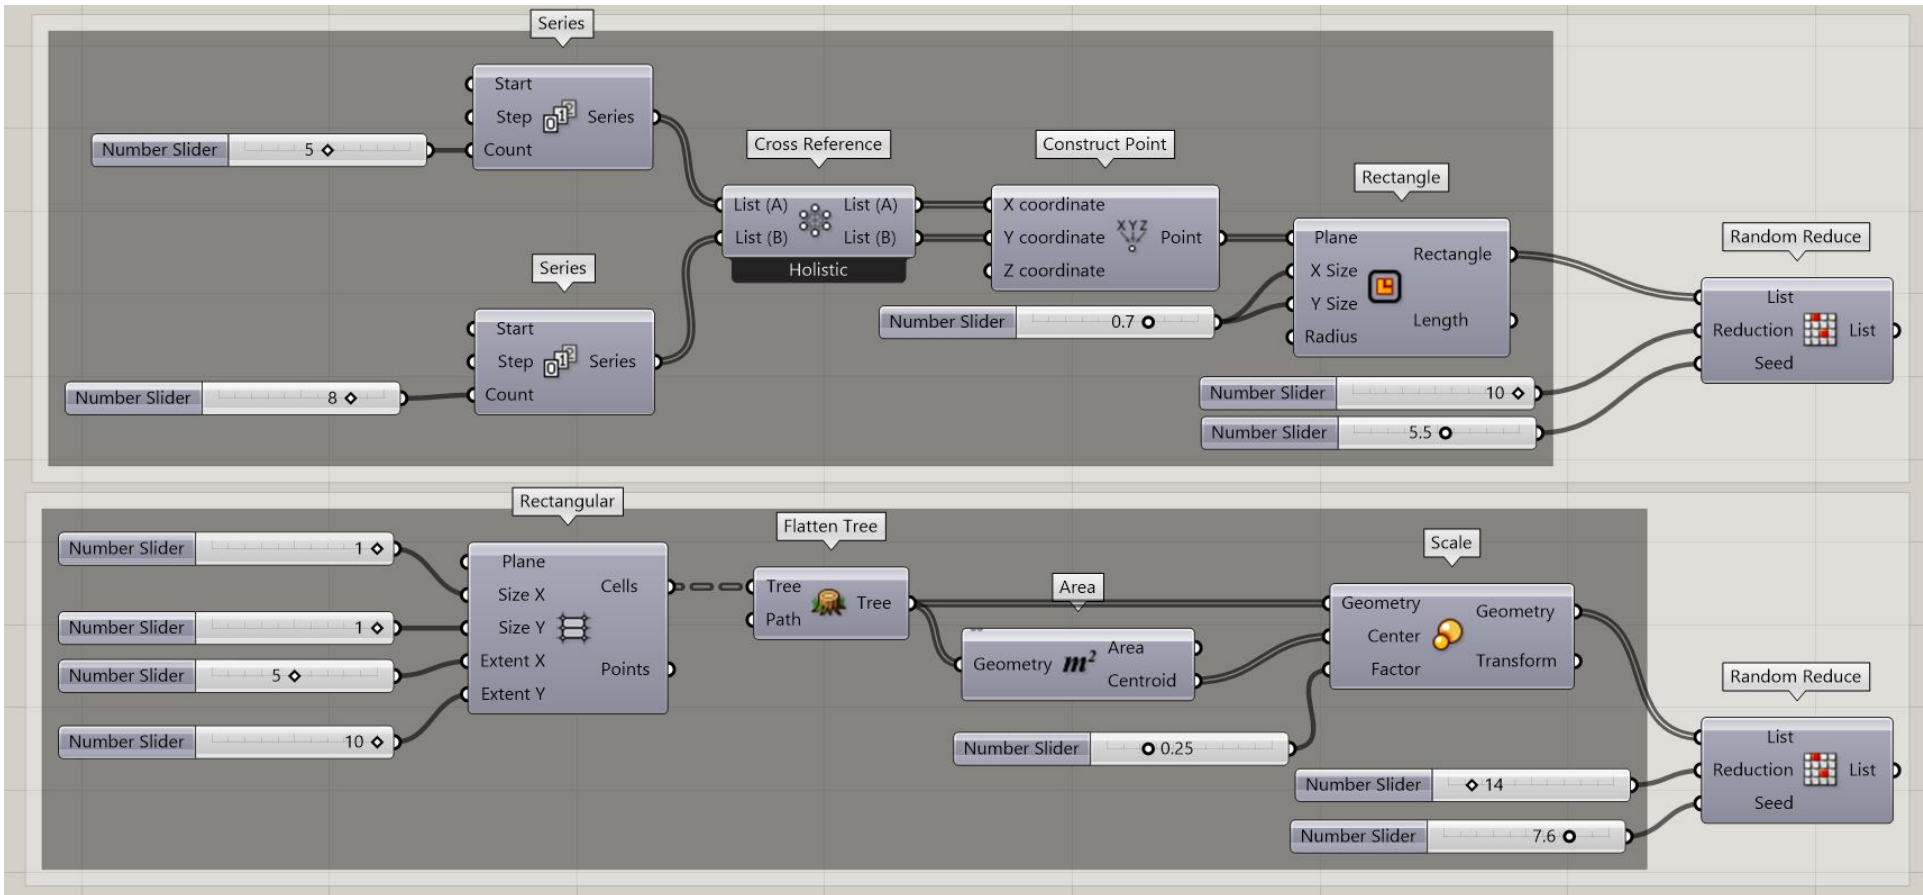 Series
Start
Step
Series
Count
Number Slider
5
Cross Reference
List (A)
List (A)
List (B)
List (B)
Holistic
Construct Point
X coordinate
Y coordinate
Point
Z coordinate
Rectangle
Plane
Rectangle
X Size
Y Size
Length
Radius
Number Slider
0.7
Series
Start
Step
Series
Count
Number Slider
8
Number Slider
10
Number Slider
5.5
Random Reduce
List
Reduction
List
Seed
Rectangular
Number Slider
1
Number Slider
1
Number Slider
5
Number Slider
10
Plane
Cells
Size X
Size Y
Extent X
Points
Extent Y
Flatten Tree
Tree
Tree
Path
Area
Geometry
m²
Area
Centroid
Number Slider
0.25
Scale
Geometry
Geometry
Center
Transform
Factor
Number Slider
14
Number Slider
7.6
Random Reduce
List
Reduction
List
Seed